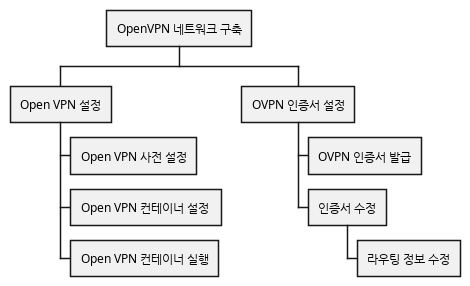 OpenVPN 네트워크 구축
Open VPN 설정
Open VPN 사전 설정
Open VPN 컨테이너 설정
Open VPN 컨테이너 실행
OVPN 인증서 설정
OVPN 인증서 발급
인증서 수정
라우팅 정보 수정